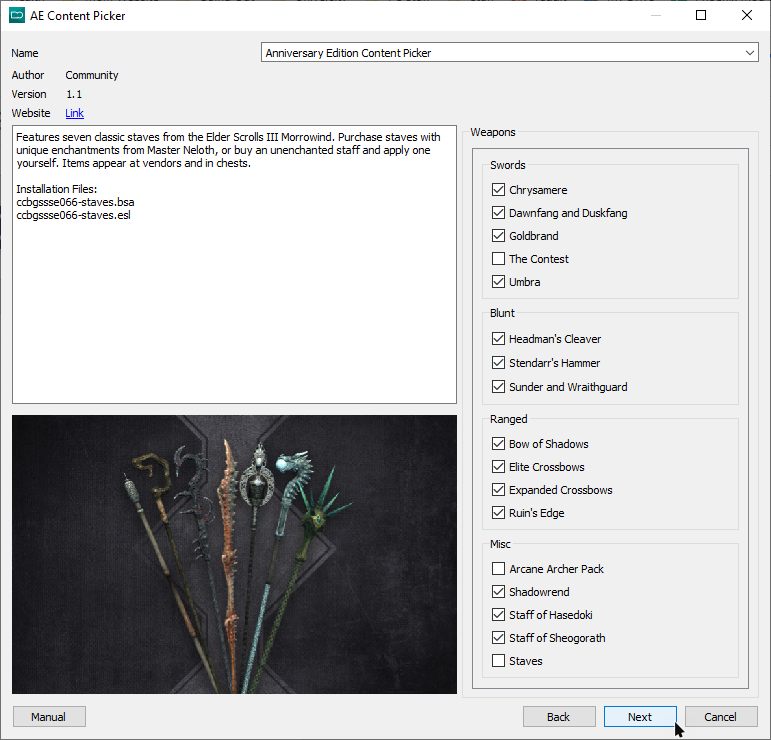 AE Content Picker
Name
Anniversary Edition Content Picker
Author Community
Version 1.1
Website Link
Features seven classic staves from the Elder Scrolls III Morrowind. Purchase staves with
unique enchantments from Master Neloth, or buy an unenchanted staff and apply one
yourself. Items appear at vendors and in chests.
Installation Files:
ccbgssse066-staves.bsa
ccbgssse066-staves.esl
Weapons
Swords
Chrysamere
Dawnfang and Duskfang
Goldbrand
The Contest
Umbra
Blunt
Headman's Cleaver
Stendarr's Hammer
Sunder and Wraithguard
Ranged
Bow of Shadows
Elite Crossbows
Expanded Crossbows
Ruin's Edge
Misc
Arcane Archer Pack
Shadowrend
Staff of Hasedoki
Staff of Sheogorath
Staves
Manual
Back
Next
Cancel